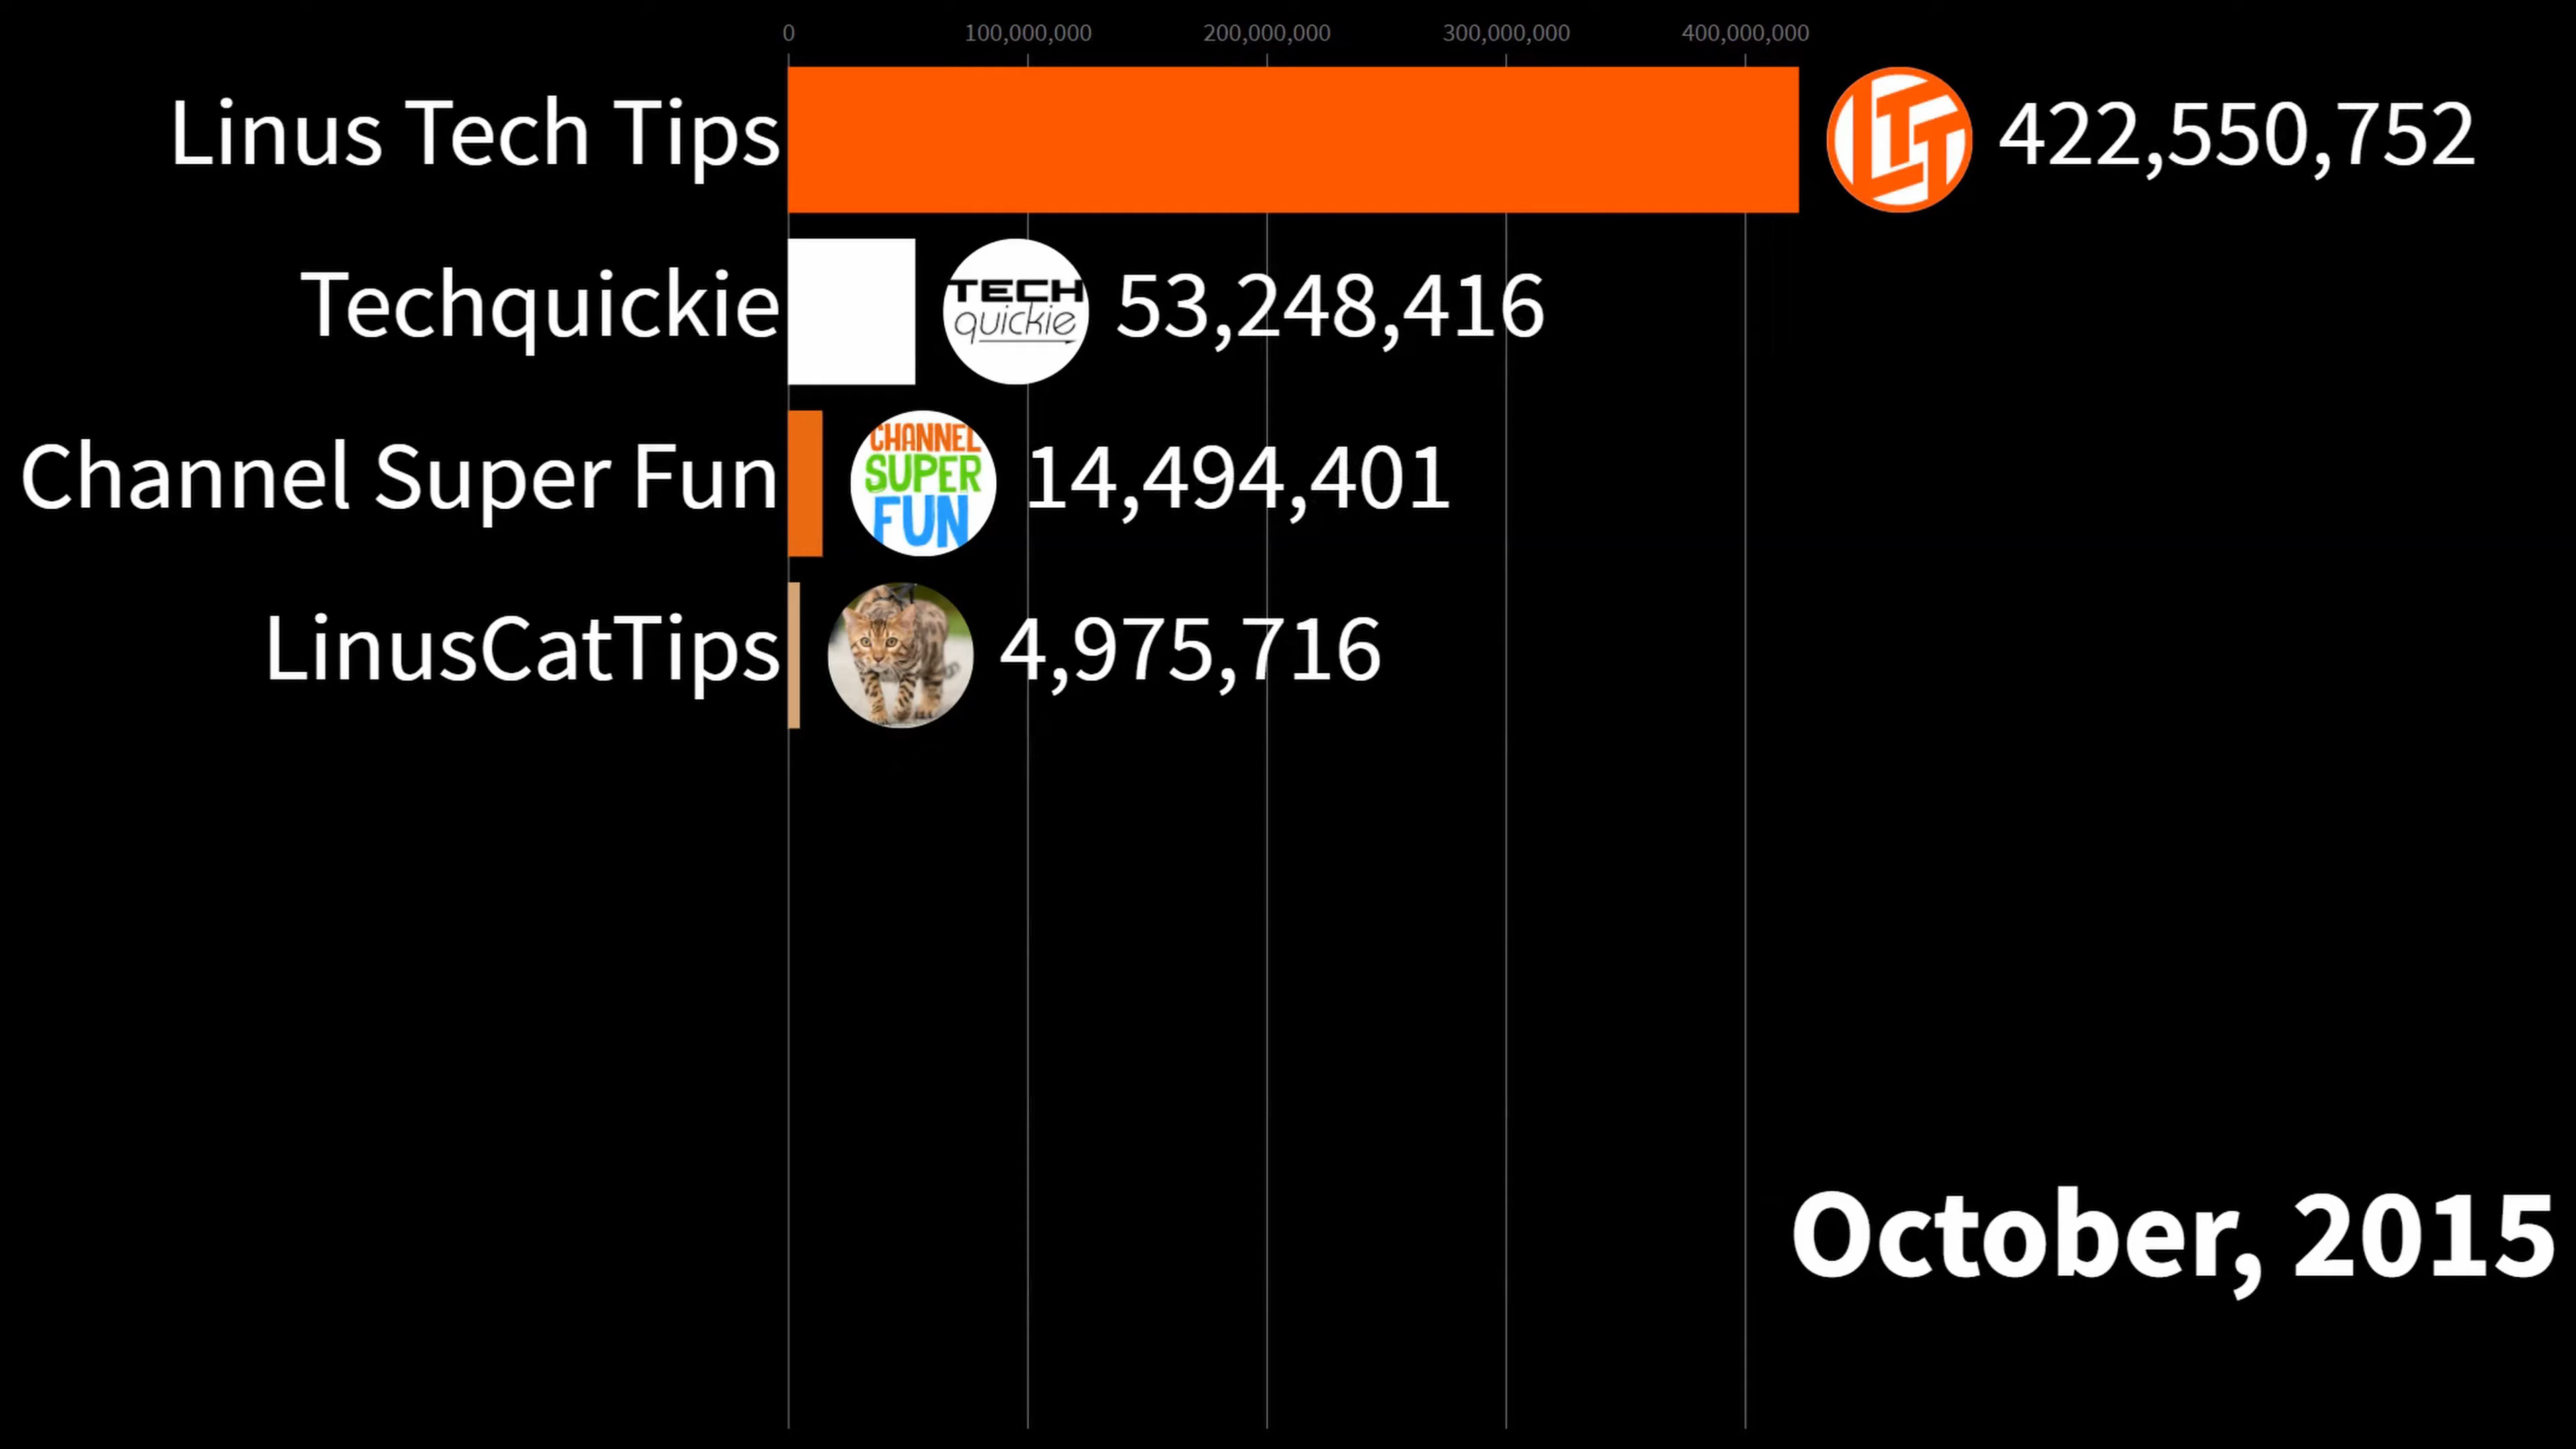 0 100,000,000 200,000,000 300,000,000 400,000,000
Linus Tech Tips LTT 422,550,752
Techquickie TECH quickie 53,248,416
Channel Super Fun CHANNEL SUPER FUN 14,494,401
LinusCatTips 4,975,716
October, 2015